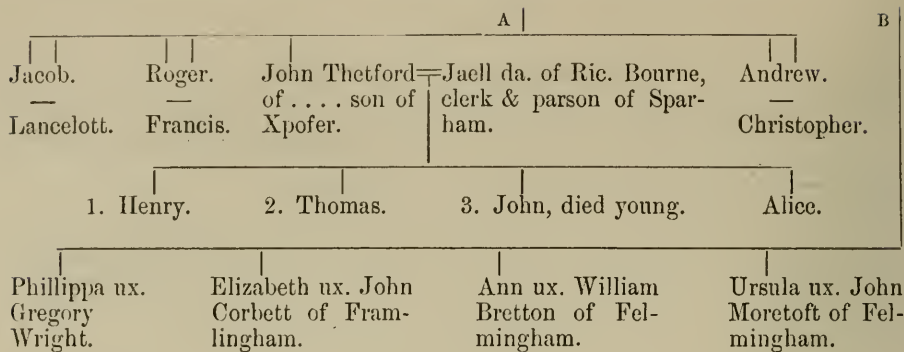 A B
Jacob. Roger. John Thetford Jaell da. of Ric. Bourne, Andrew.
— — of . . . . son of clerk & parson of Spar- —
Lancelott. Francis. Xpofer. ham. Christopher.
1. Henry. 2. Thomas. 3. John, died young. Alice.
Phillippa ux. Elizabeth ux. John Ann ux. William Ursula ux. John
Gregory Corbett of Fram- Bretton of Fel- Moretoft of Fel-
Wright. lingham. mingham. mingham.